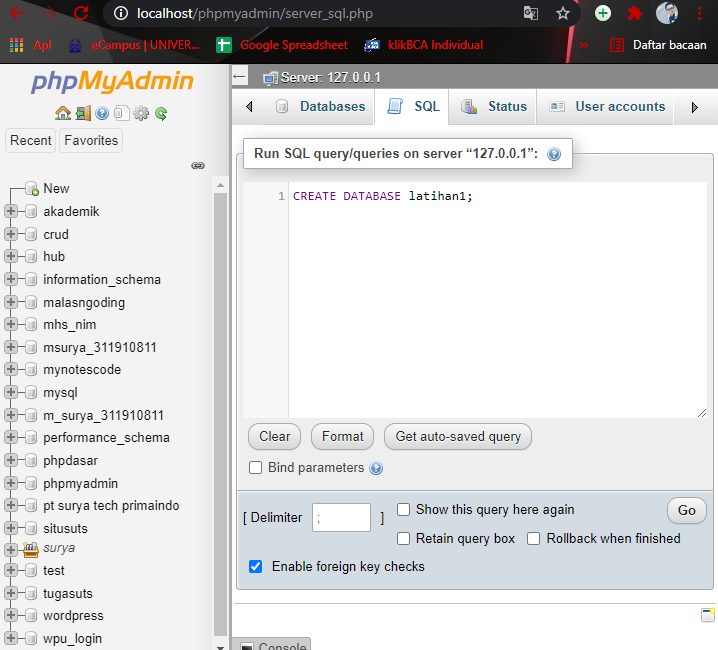 localhost/phpmyadmin/server_sql.php
Apl
eCampus | UNIVER...
Google Spreadsheet
klikBCA Individual
»
Daftar bacaan
phpMyAdmin
Recent
Favorites
New
akademik
crud
hub
information_schema
malasngoding
mhs_nim
msurya_311910811
mynotescode
mysql
m_surya_311910811
performance_schema
phpdasar
phpmyadmin
pt surya tech primaindo
situsuts
surya
test
tugasuts
wordpress
wpu_login
Server: 127.0.0.1
Databases
SQL
Status
User accounts
Run SQL query/queries on server “127.0.0.1”:
1 CREATE DATABASE latihan1;
Clear
Format
Get auto-saved query
Bind parameters
[ Delimiter ; ]
Show this query here again
Go
Retain query box
Rollback when finished
Enable foreign key checks
Console